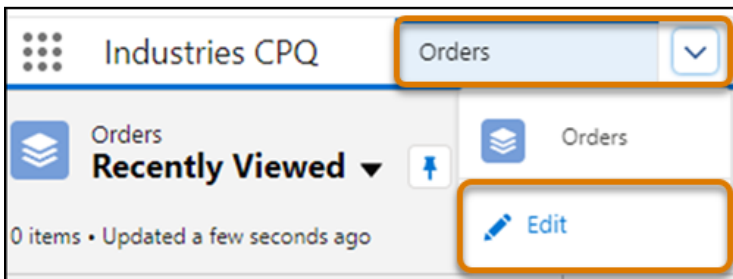 Industries CPQ
Orders
Orders
Recently Viewed
Orders
0 items • Updated a few seconds ago
Edit